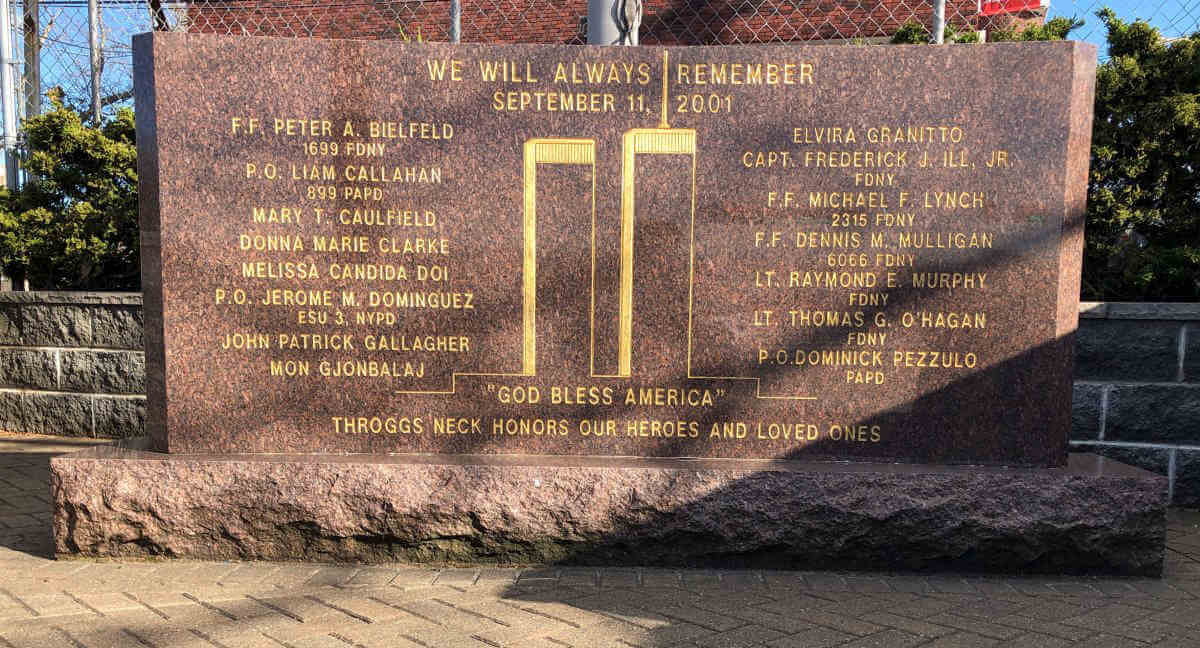 WE WILL ALWAYS REMEMBER
SEPTEMBER 11, 2001
F.F. PETER A. BIELFELD
1699 FDNY
P.O. LIAM CALLAHAN
899 PAPD
MARY T. CAULFIELD
DONNA MARIE CLARKE
MELISSA CANDIDA DOI
P.O. JEROME M. DOMINGUEZ
ESU 3, NYPD
JOHN PATRICK GALLAGHER
MON GJONBALAJ
ELVIRA GRANITTO
CAPT. FREDERICK J. ILL, JR.
FDNY
F.F. MICHAEL F. LYNCH
2315 FDNY
F.F. DENNIS M. MULLIGAN
6066 FDNY
LT. RAYMOND E. MURPHY
FDNY
LT. THOMAS G. O'HAGAN
FDNY
P.O.DOMINICK PEZZULO
PAPD
"GOD BLESS AMERICA"
THROGGS NECK HONORS OUR HEROES AND LOVED ONES